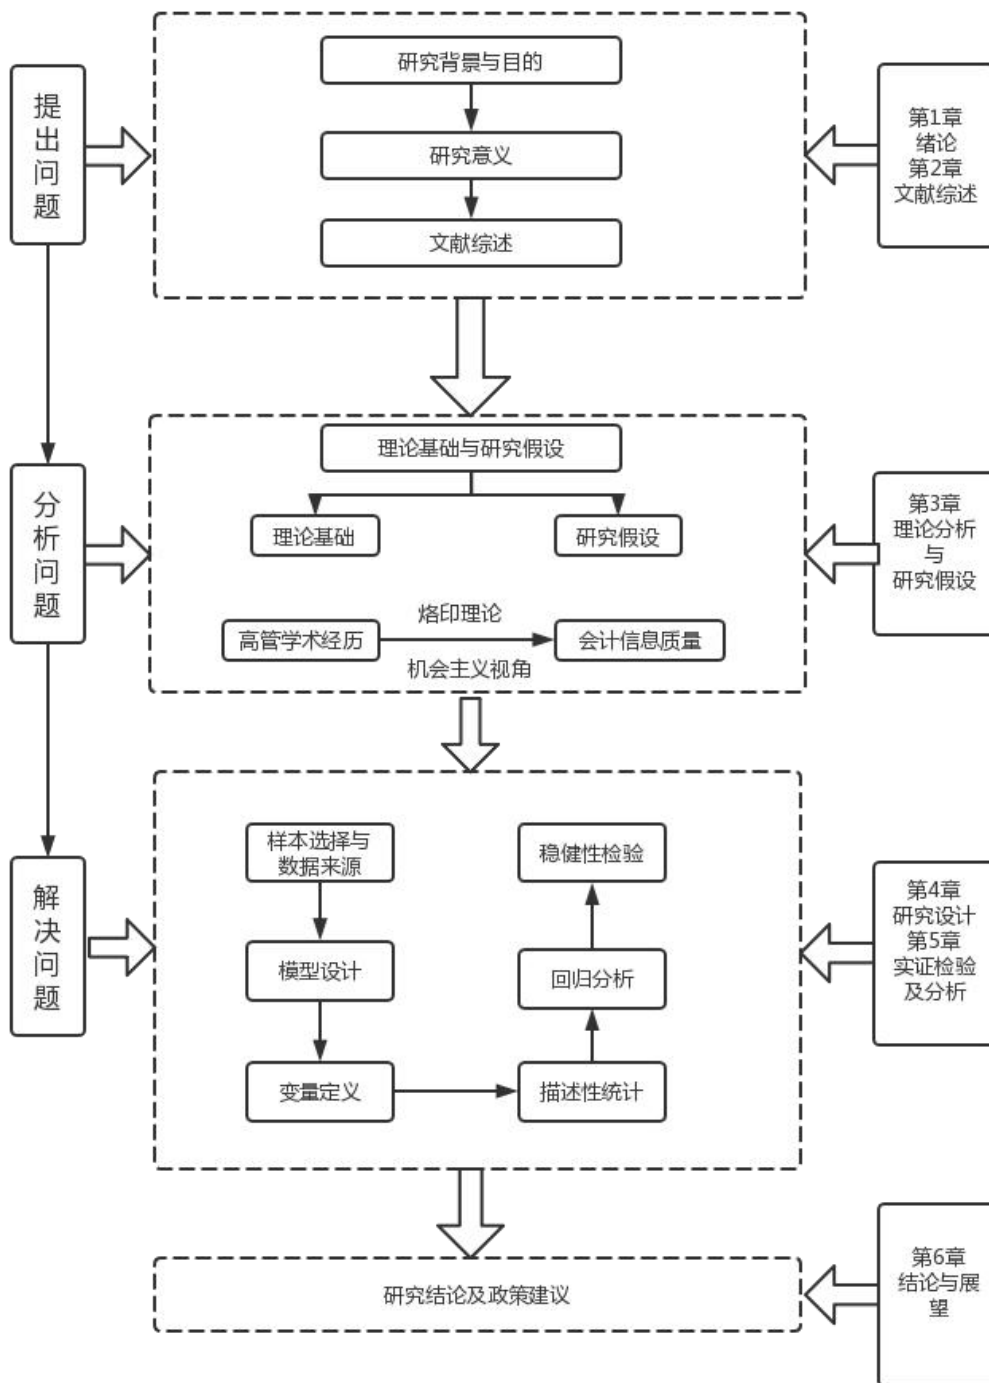 提出问题
研究背景与目的
研究意义
文献综述
第1章
绪论
第2章
文献综述
分析问题
理论基础与研究假设
理论基础
研究假设
烙印理论
高管学术经历
会计信息质量
机会主义视角
第3章
理论分析
与
研究假设
解决问题
样本选择与
数据来源
模型设计
变量定义
稳健性检验
回归分析
描述性统计
第4章
研究设计
第5章
实证检验
及分析
研究结论及政策建议
第6章
结论与展
望